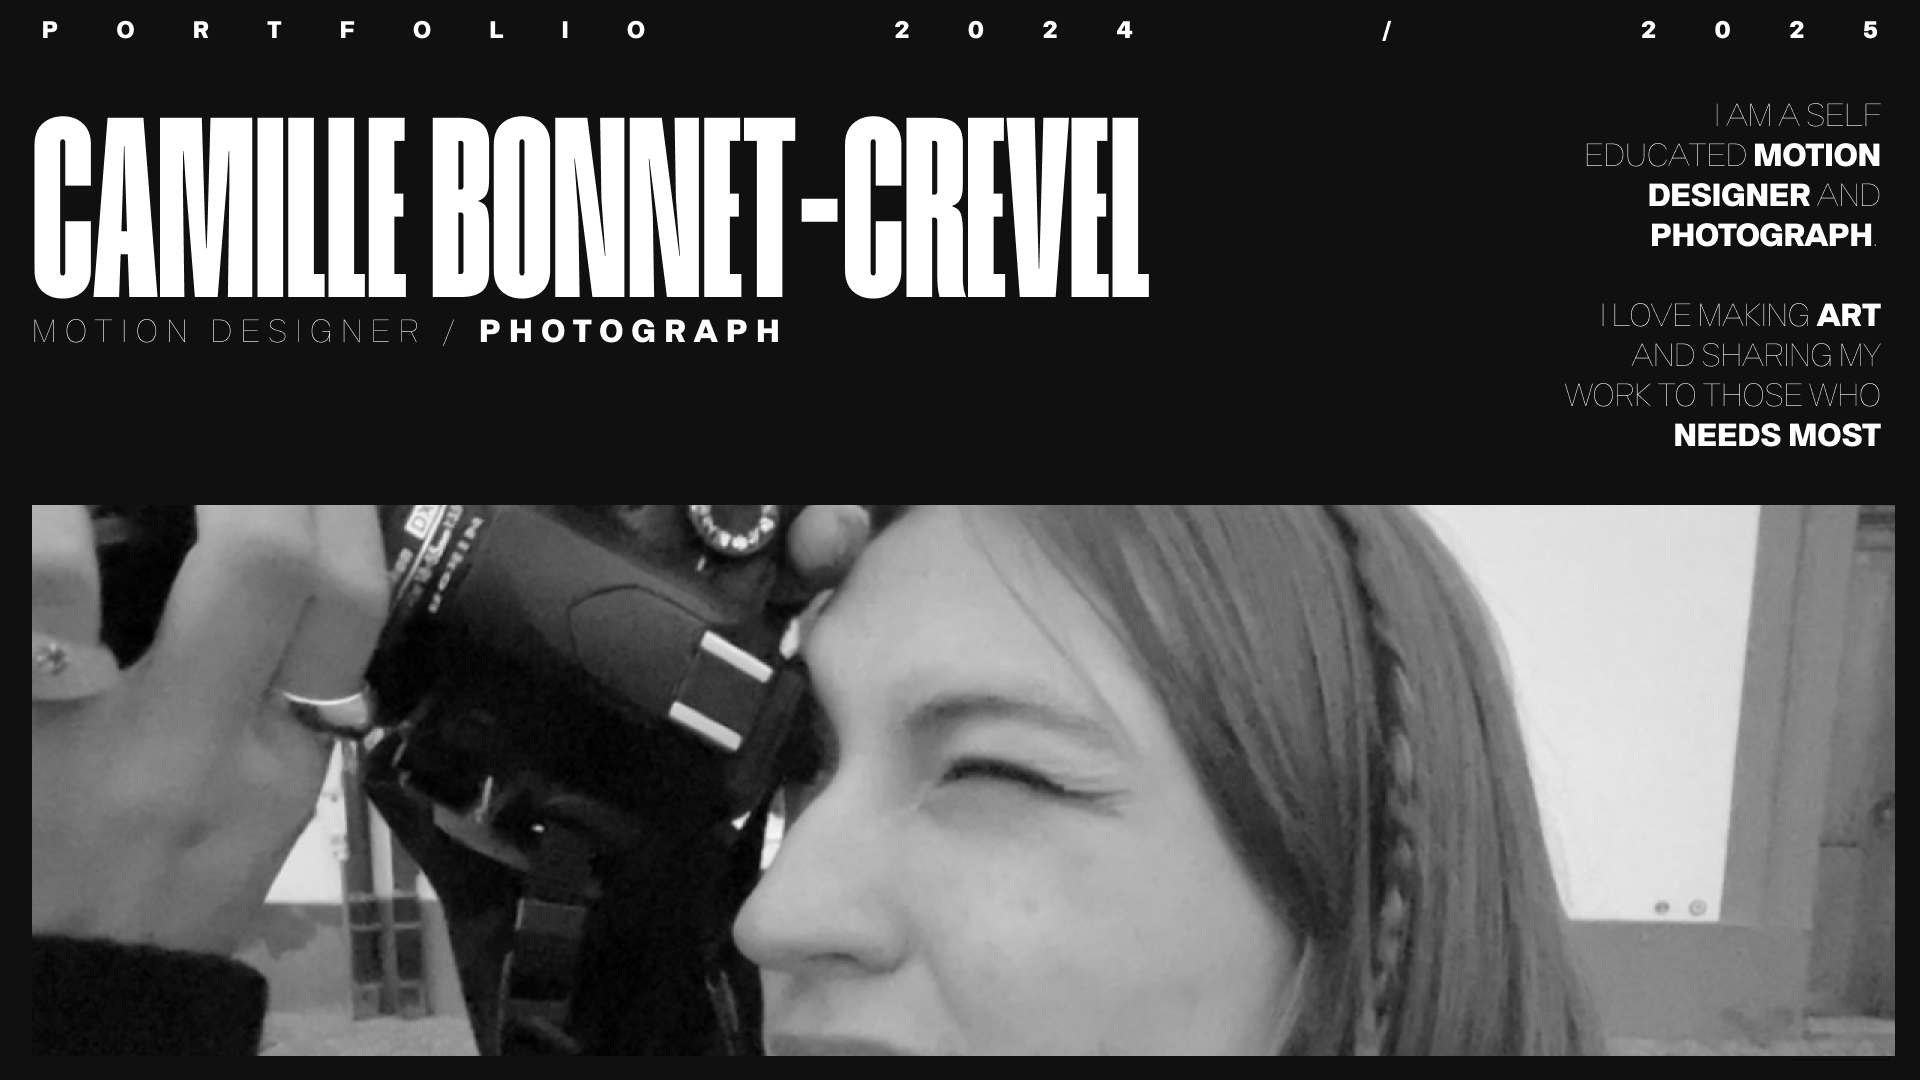 PORTFOLIO 2024 / 2025
CAMILLE BONNET-CREVEL
MOTION DESIGNER / PHOTOGRAPH
I AM A SELF
EDUCATED MOTION
DESIGNER AND
PHOTOGRAPH.
I LOVE MAKING ART
AND SHARING MY
WORK TO THOSE WHO
NEEDS MOST
DX